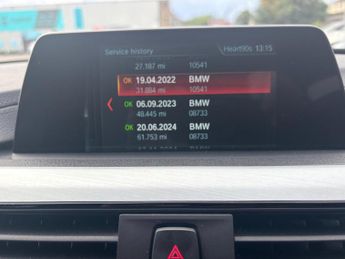 Service history
Heart90s 13:15
27.187 mi 10541
OK 19.04.2022 BMW
31.884 mi 10541
OK 06.09.2023 BMW
48.445 mi 08733
OK 20.06.2024 BMW
61.753 mi 08733